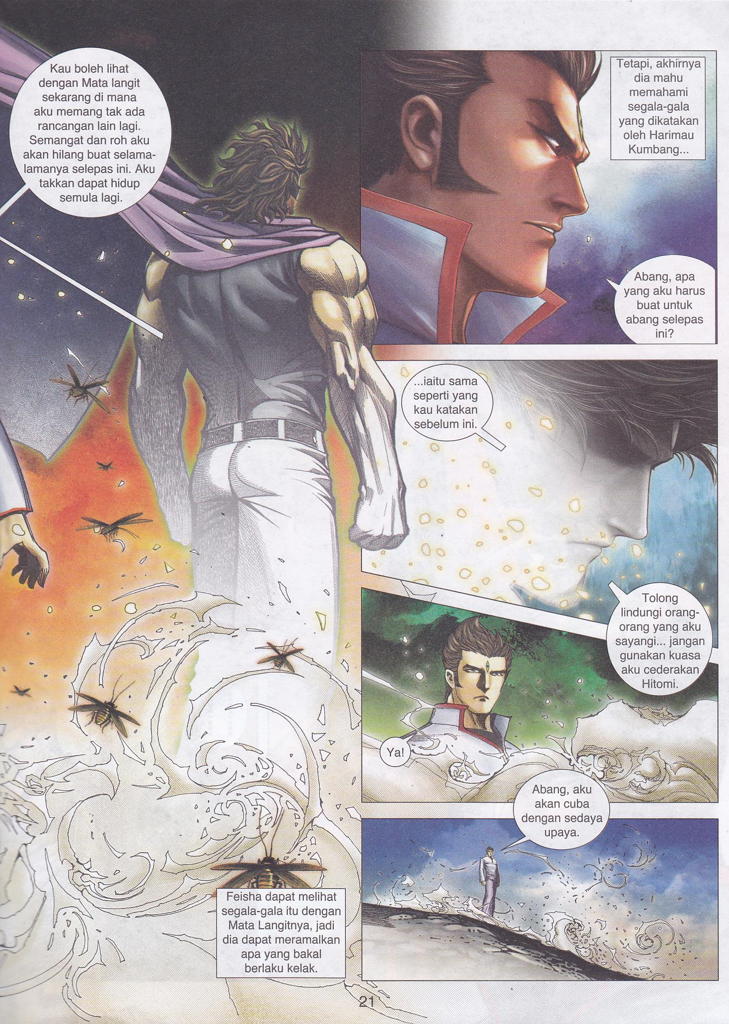 Kau boleh lihat
dengan Mata langit
sekarang di mana
aku memang tak ada
rancangan lain lagi.
Semangat dan roh aku
akan hilang buat selama-
lamanya selepas ini. Aku
takkan dapat hidup
semula lagi.
Tetapi, akhirnya
dia mahu
memahami
segala-gala
yang dikatakan
oleh Harimau
Kumbang...
Abang, apa
yang aku harus
buat untuk
abang selepas
ini?
...iaitu sama
seperti yang
kau katakan
sebelum ini.
Tolong
lindungi orang-
orang yang aku
sayangi... jangan
gunakan kuasa
aku cederakan
Hitomi.
Ya!
Abang, aku
akan cuba
dengan sedaya
upaya.
Feisha dapat melihat
segala-gala itu dengan
Mata Langitnya, jadi
dia dapat meramalkan
apa yang bakal
berlaku kelak.
21